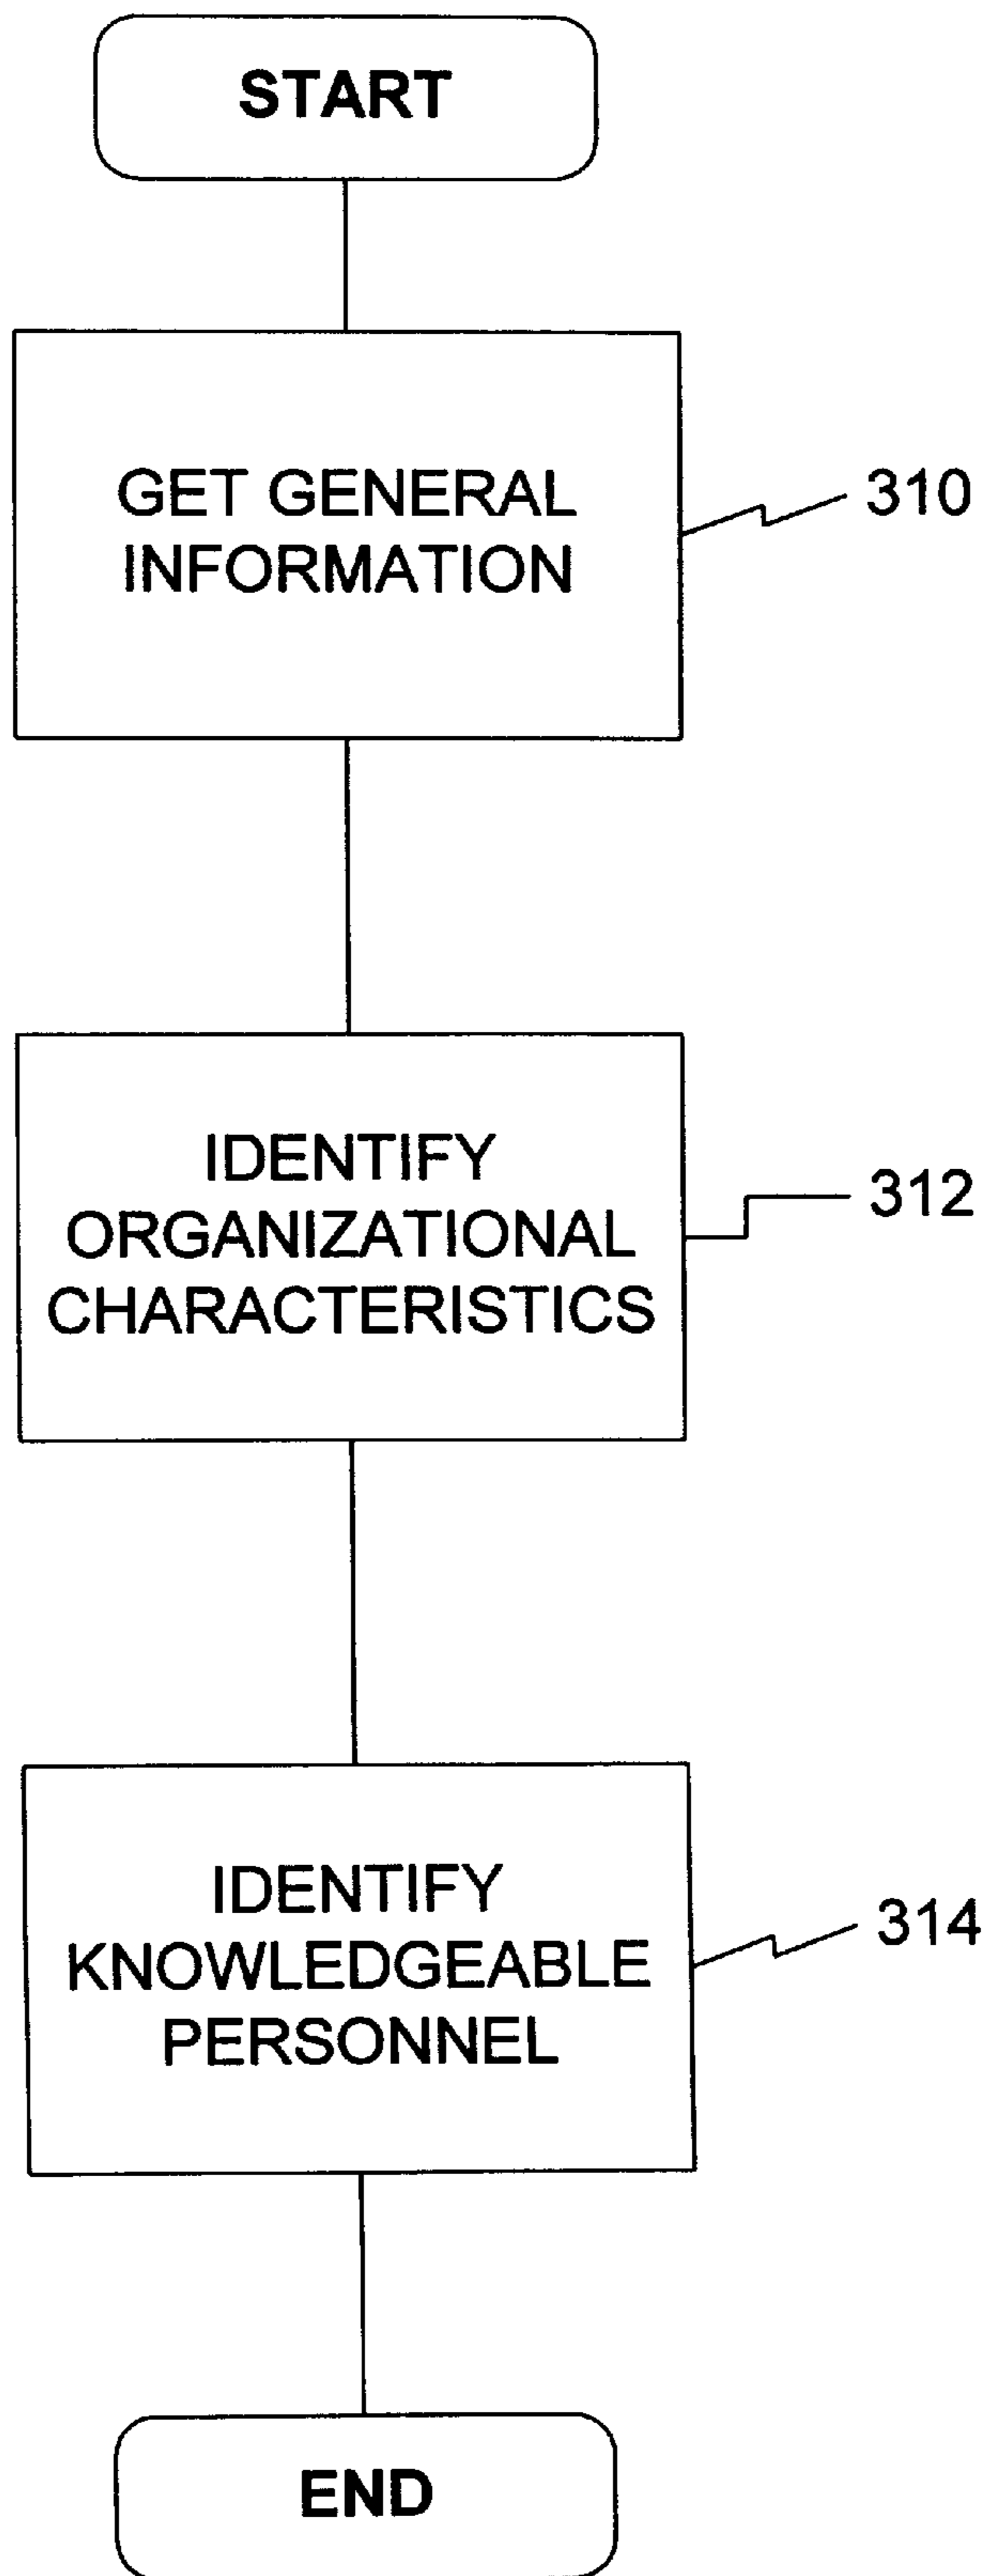 START
GET GENERAL
INFORMATION
310
IDENTIFY
ORGANIZATIONAL
CHARACTERISTICS
312
IDENTIFY
KNOWLEDGEABLE
PERSONNEL
314
END